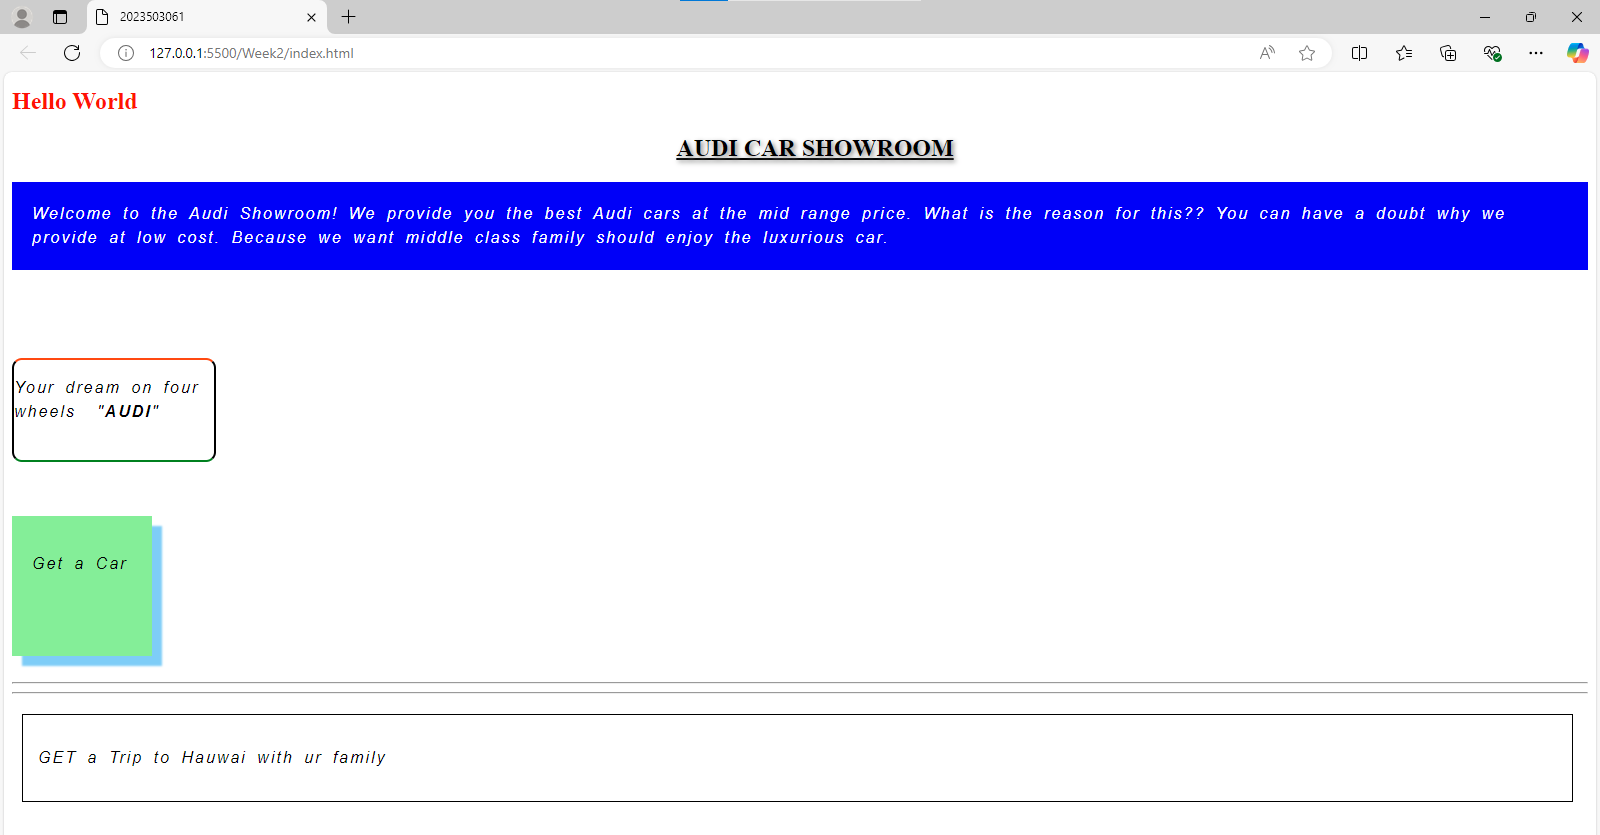 2023503061
127.0.0.1:5500/Week2/index.html
Hello World
AUDI CAR SHOWROOM
Welcome to the Audi Showroom! We provide you the best Audi cars at the mid range price. What is the reason for this?? You can have a doubt why we
provide at low cost. Because we want middle class family should enjoy the luxurious car.
Your dream on four
wheels "AUDI"
Get a Car
GET a Trip to Hauwai with ur family